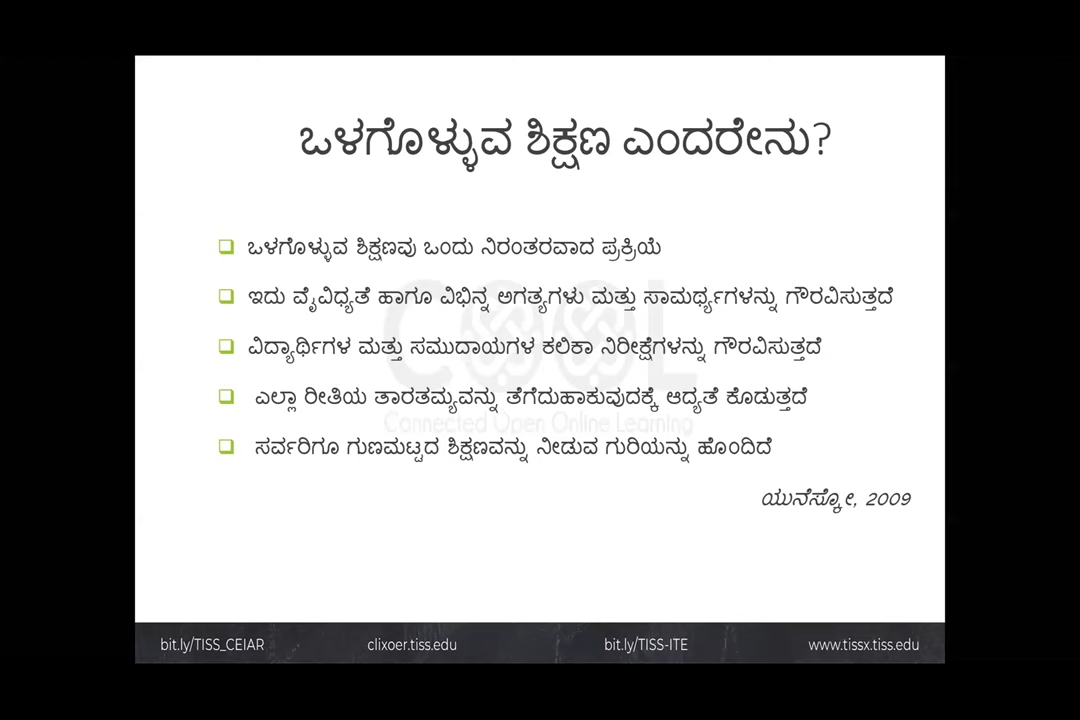 ಒಳಗೊಳ್ಳುವ ಶಿಕ್ಷಣ ಎಂದರೇನು?
ಒಳಗೊಳ್ಳುವ ಶಿಕ್ಷಣವು ಒಂದು ನಿರಂತರವಾದ ಪ್ರಕ್ರಿಯೆ
ಇದು ವೈವಿಧ್ಯತೆ ಹಾಗೂ ವಿಭಿನ್ನ ಅಗತ್ಯಗಳು ಮತ್ತು ಸಾಮರ್ಥ್ಯಗಳನ್ನು ಗೌರವಿಸುತ್ತದೆ
ವಿದ್ಯಾರ್ಥಿಗಳ ಮತ್ತು ಸಮುದಾಯಗಳ ಕಲಿಕಾ ನಿರೀಕ್ಷೆಗಳನ್ನು ಗೌರವಿಸುತ್ತದೆ
COOL
ಎಲ್ಲಾ ರೀತಿಯ ತಾರತಮ್ಯವನ್ನು ತೆಗೆದುಹಾಕುವುದಕ್ಕೆ ಆದ್ಯತೆ ಕೊಡುತ್ತದೆ
Connected Open Online Learning
ಸರ್ವರಿಗೂ ಗುಣಮಟ್ಟದ ಶಿಕ್ಷಣವನ್ನು ನೀಡುವ ಗುರಿಯನ್ನು ಹೊಂದಿದೆ
ಯುನೆಸ್ಕೋ, 2009
bit.ly/TISS_CEIAR clixoer.tiss.edu bit.ly/TISS-ITE www.tissx.tiss.edu